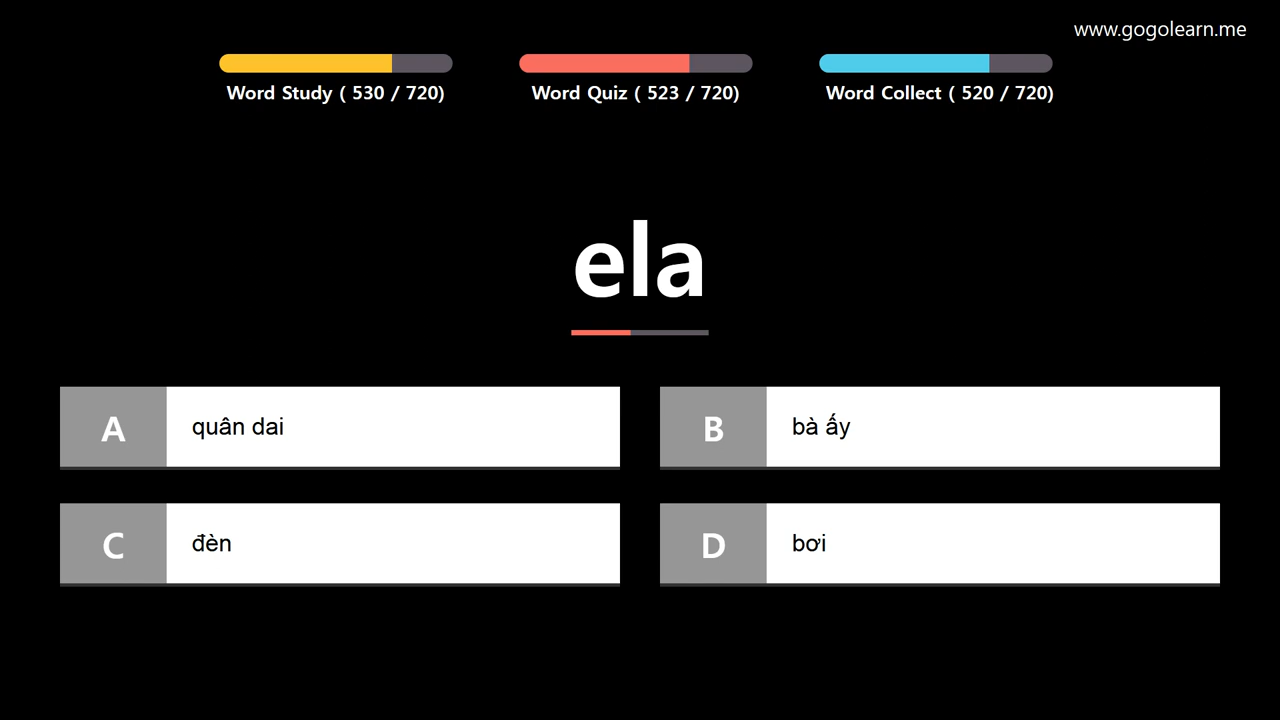 www.gogolearn.me
Word Study ( 530 / 720)
Word Quiz ( 523 / 720)
Word Collect ( 520 / 720)
ela
A
quân dai
B
bà ấy
C
đèn
D
bơi